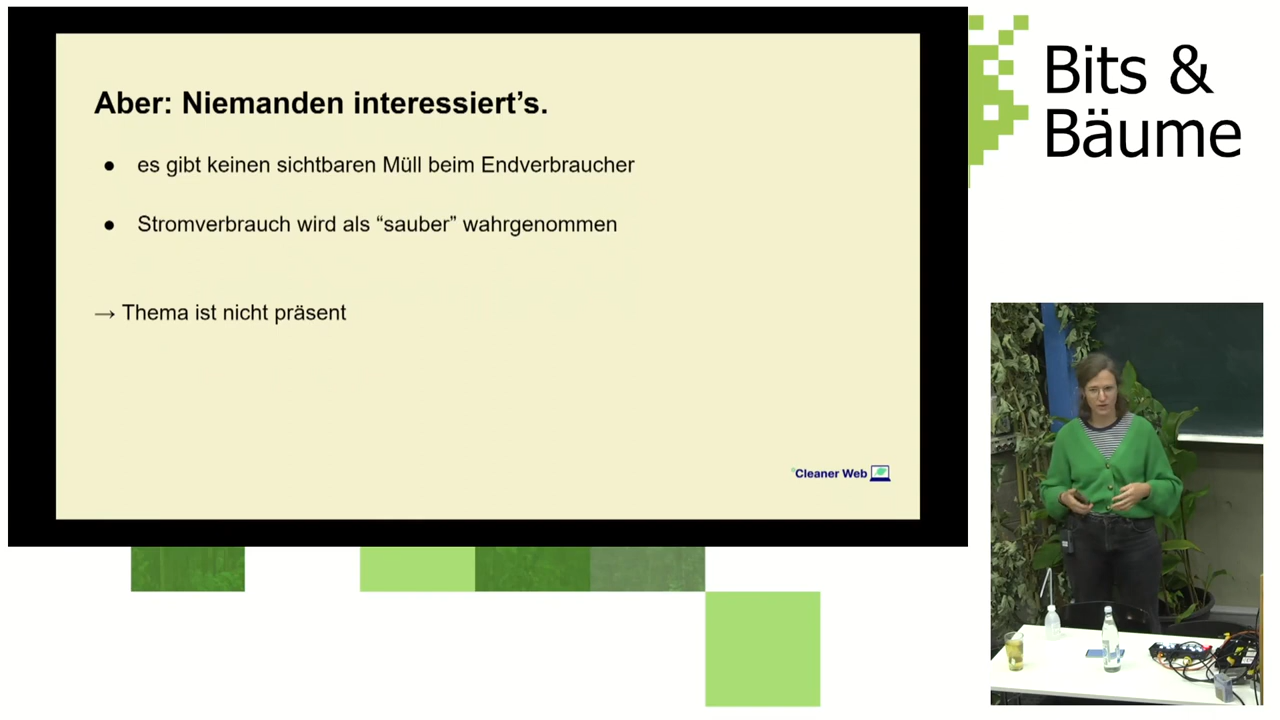 Aber: Niemanden interessiert's.
● es gibt keinen sichtbaren Müll beim Endverbraucher
● Stromverbrauch wird als “sauber” wahrgenommen
→ Thema ist nicht präsent
Cleaner Web
Bits &
Bäume